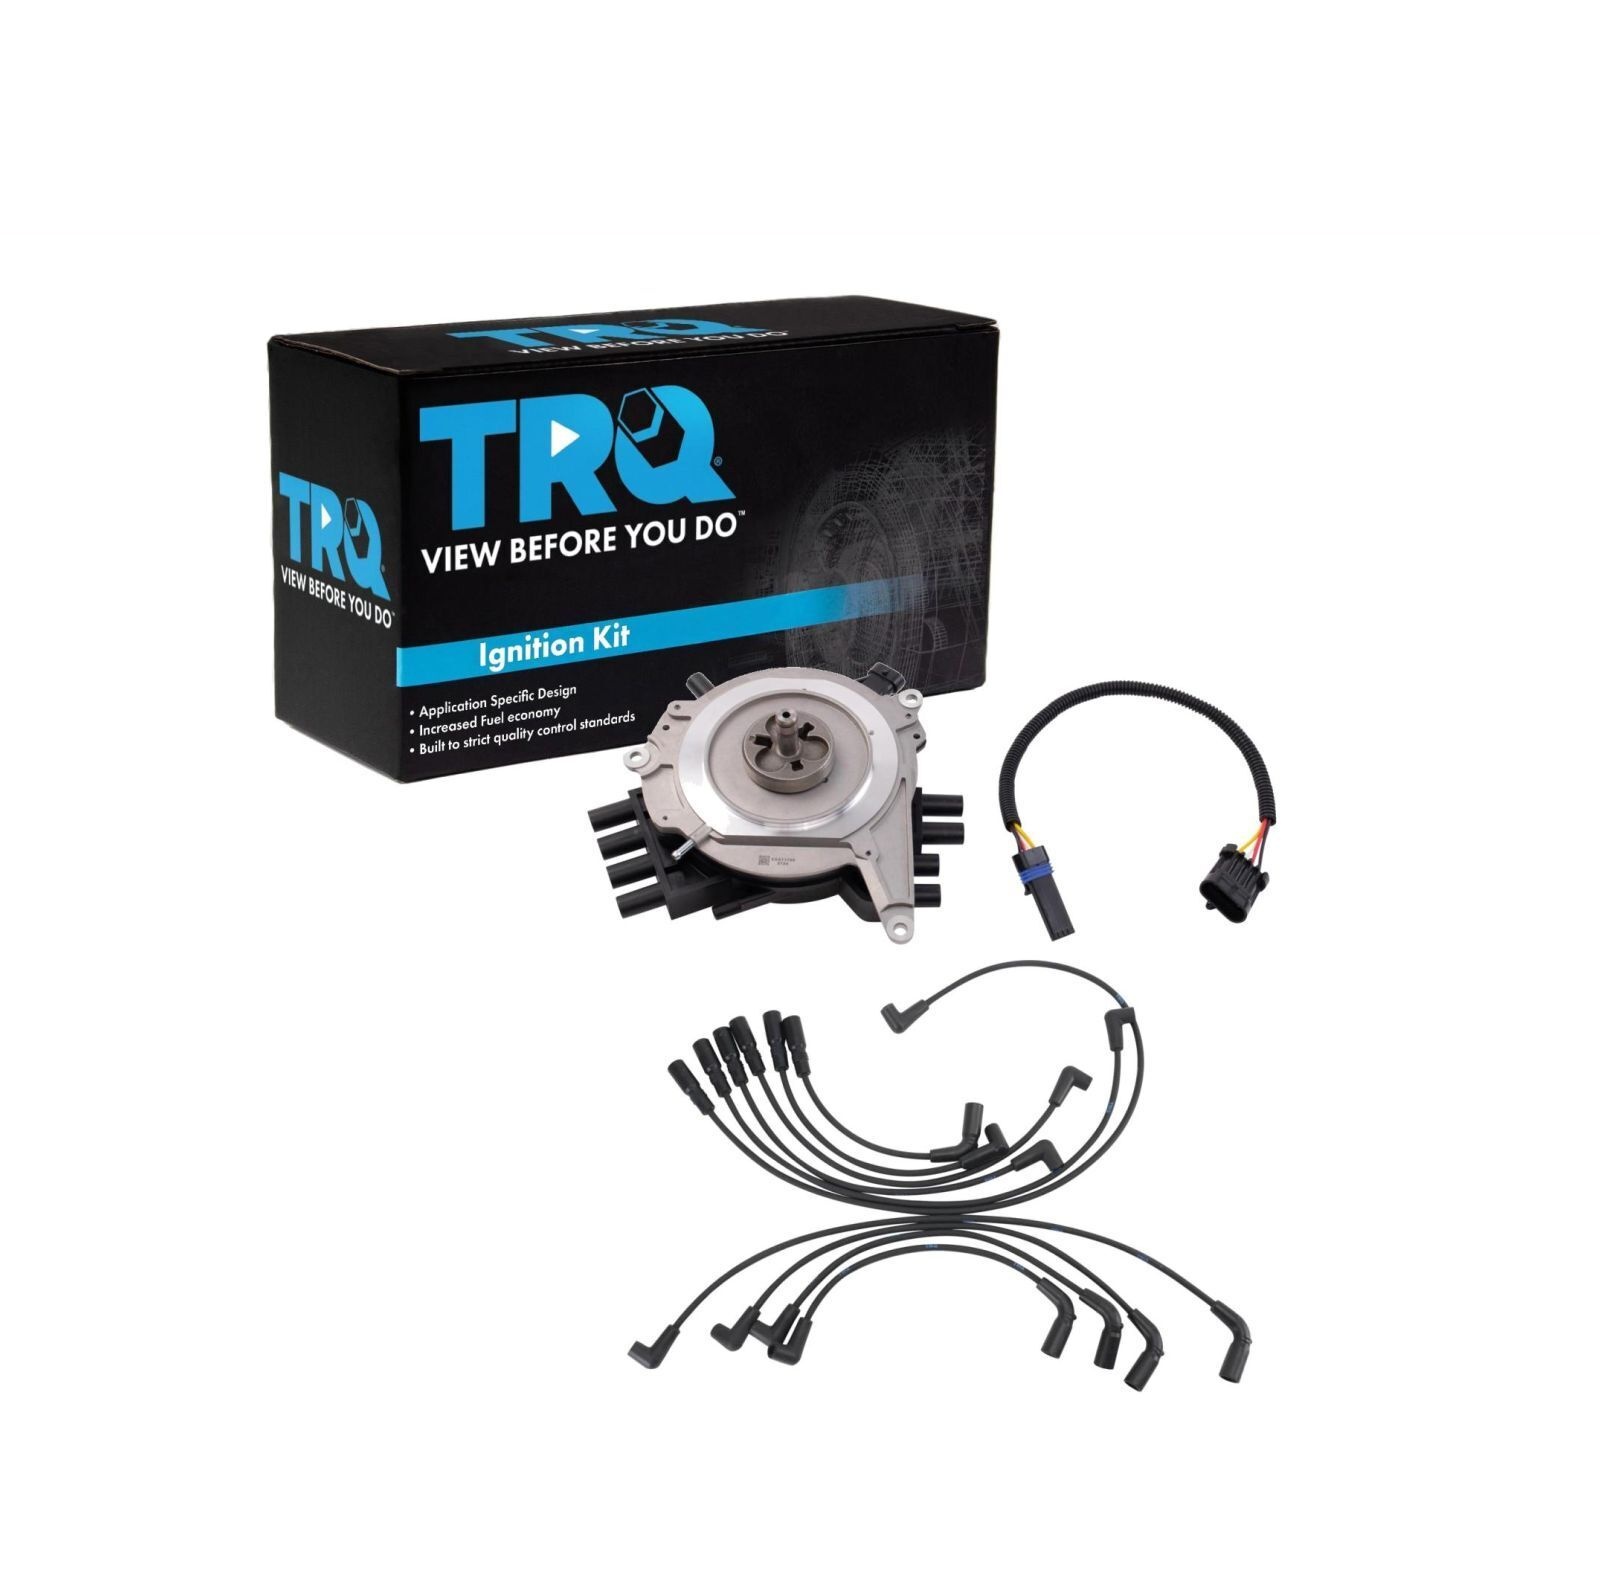 TRQ
VIEW BEFORE YOU DO
TRQ®
VIEW BEFORE YOU DO™
TRQ®
VIEW BEFORE YOU DO™
Ignition Kit
• Application Specific Design
• Increased Fuel economy
• Built to strict quality control standards